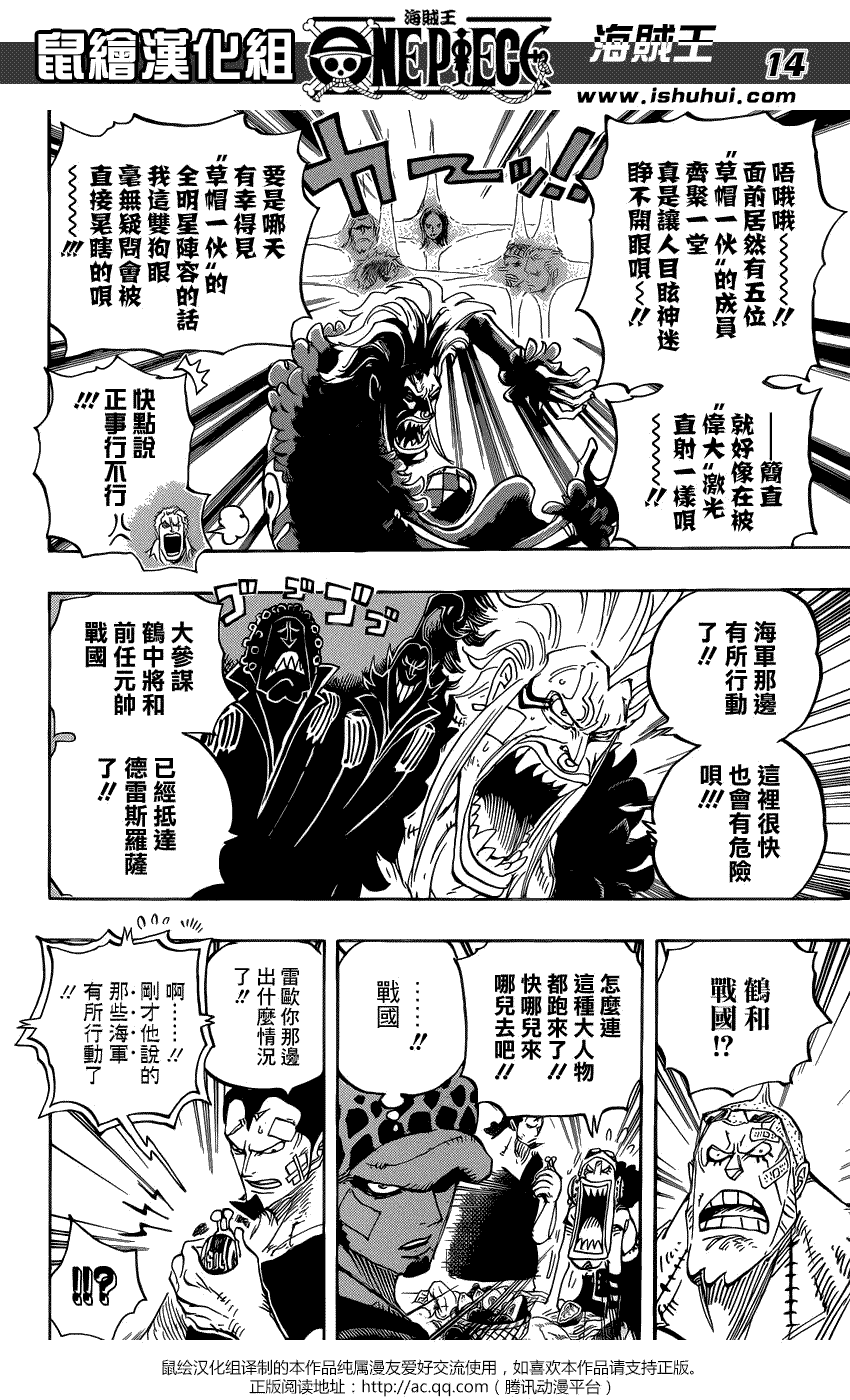 鼠繪漢化組
海賊王
ONE PIECE
海賊王
14
www.ishuhui.com
唔哦哦～～～～!!
面前居然有五位
“草帽一伙”的成員
齊聚一堂
真是讓人目眩神迷
睜不開眼唄～!!
カーーッ!!
要是哪天
有幸得見
“草帽一伙”的
全明星陣容的話
我這雙狗眼
毫無疑問會被
直接晃瞎的唄
～～～～!!!
——簡直
就好像在被
“偉大”激光
直射一樣唄
～～～～!!
快點說
正事行不行
!!!
海軍那邊
有所行動
了!!
這裡很快
也會有危險
唄!!!
ゴゴゴゴ
大參謀
鶴中將和
前任元帥
戰國
已經抵達
德雷斯羅薩
了!!
鶴和
戰國!?
怎麼連
這種大人物
都跑來了!!
快哪兒來
哪兒去吧!!
……!!
戰國
雷歐你那邊
出什麼情況
了!!
啊……!!
剛才他說的
那些海軍
有所行動了
!!
!!?
鼠绘汉化组译制的本作品纯属漫友爱好交流使用，如喜欢本作品请支持正版。
正版阅读地址：http://ac.qq.com（腾讯动漫平台）